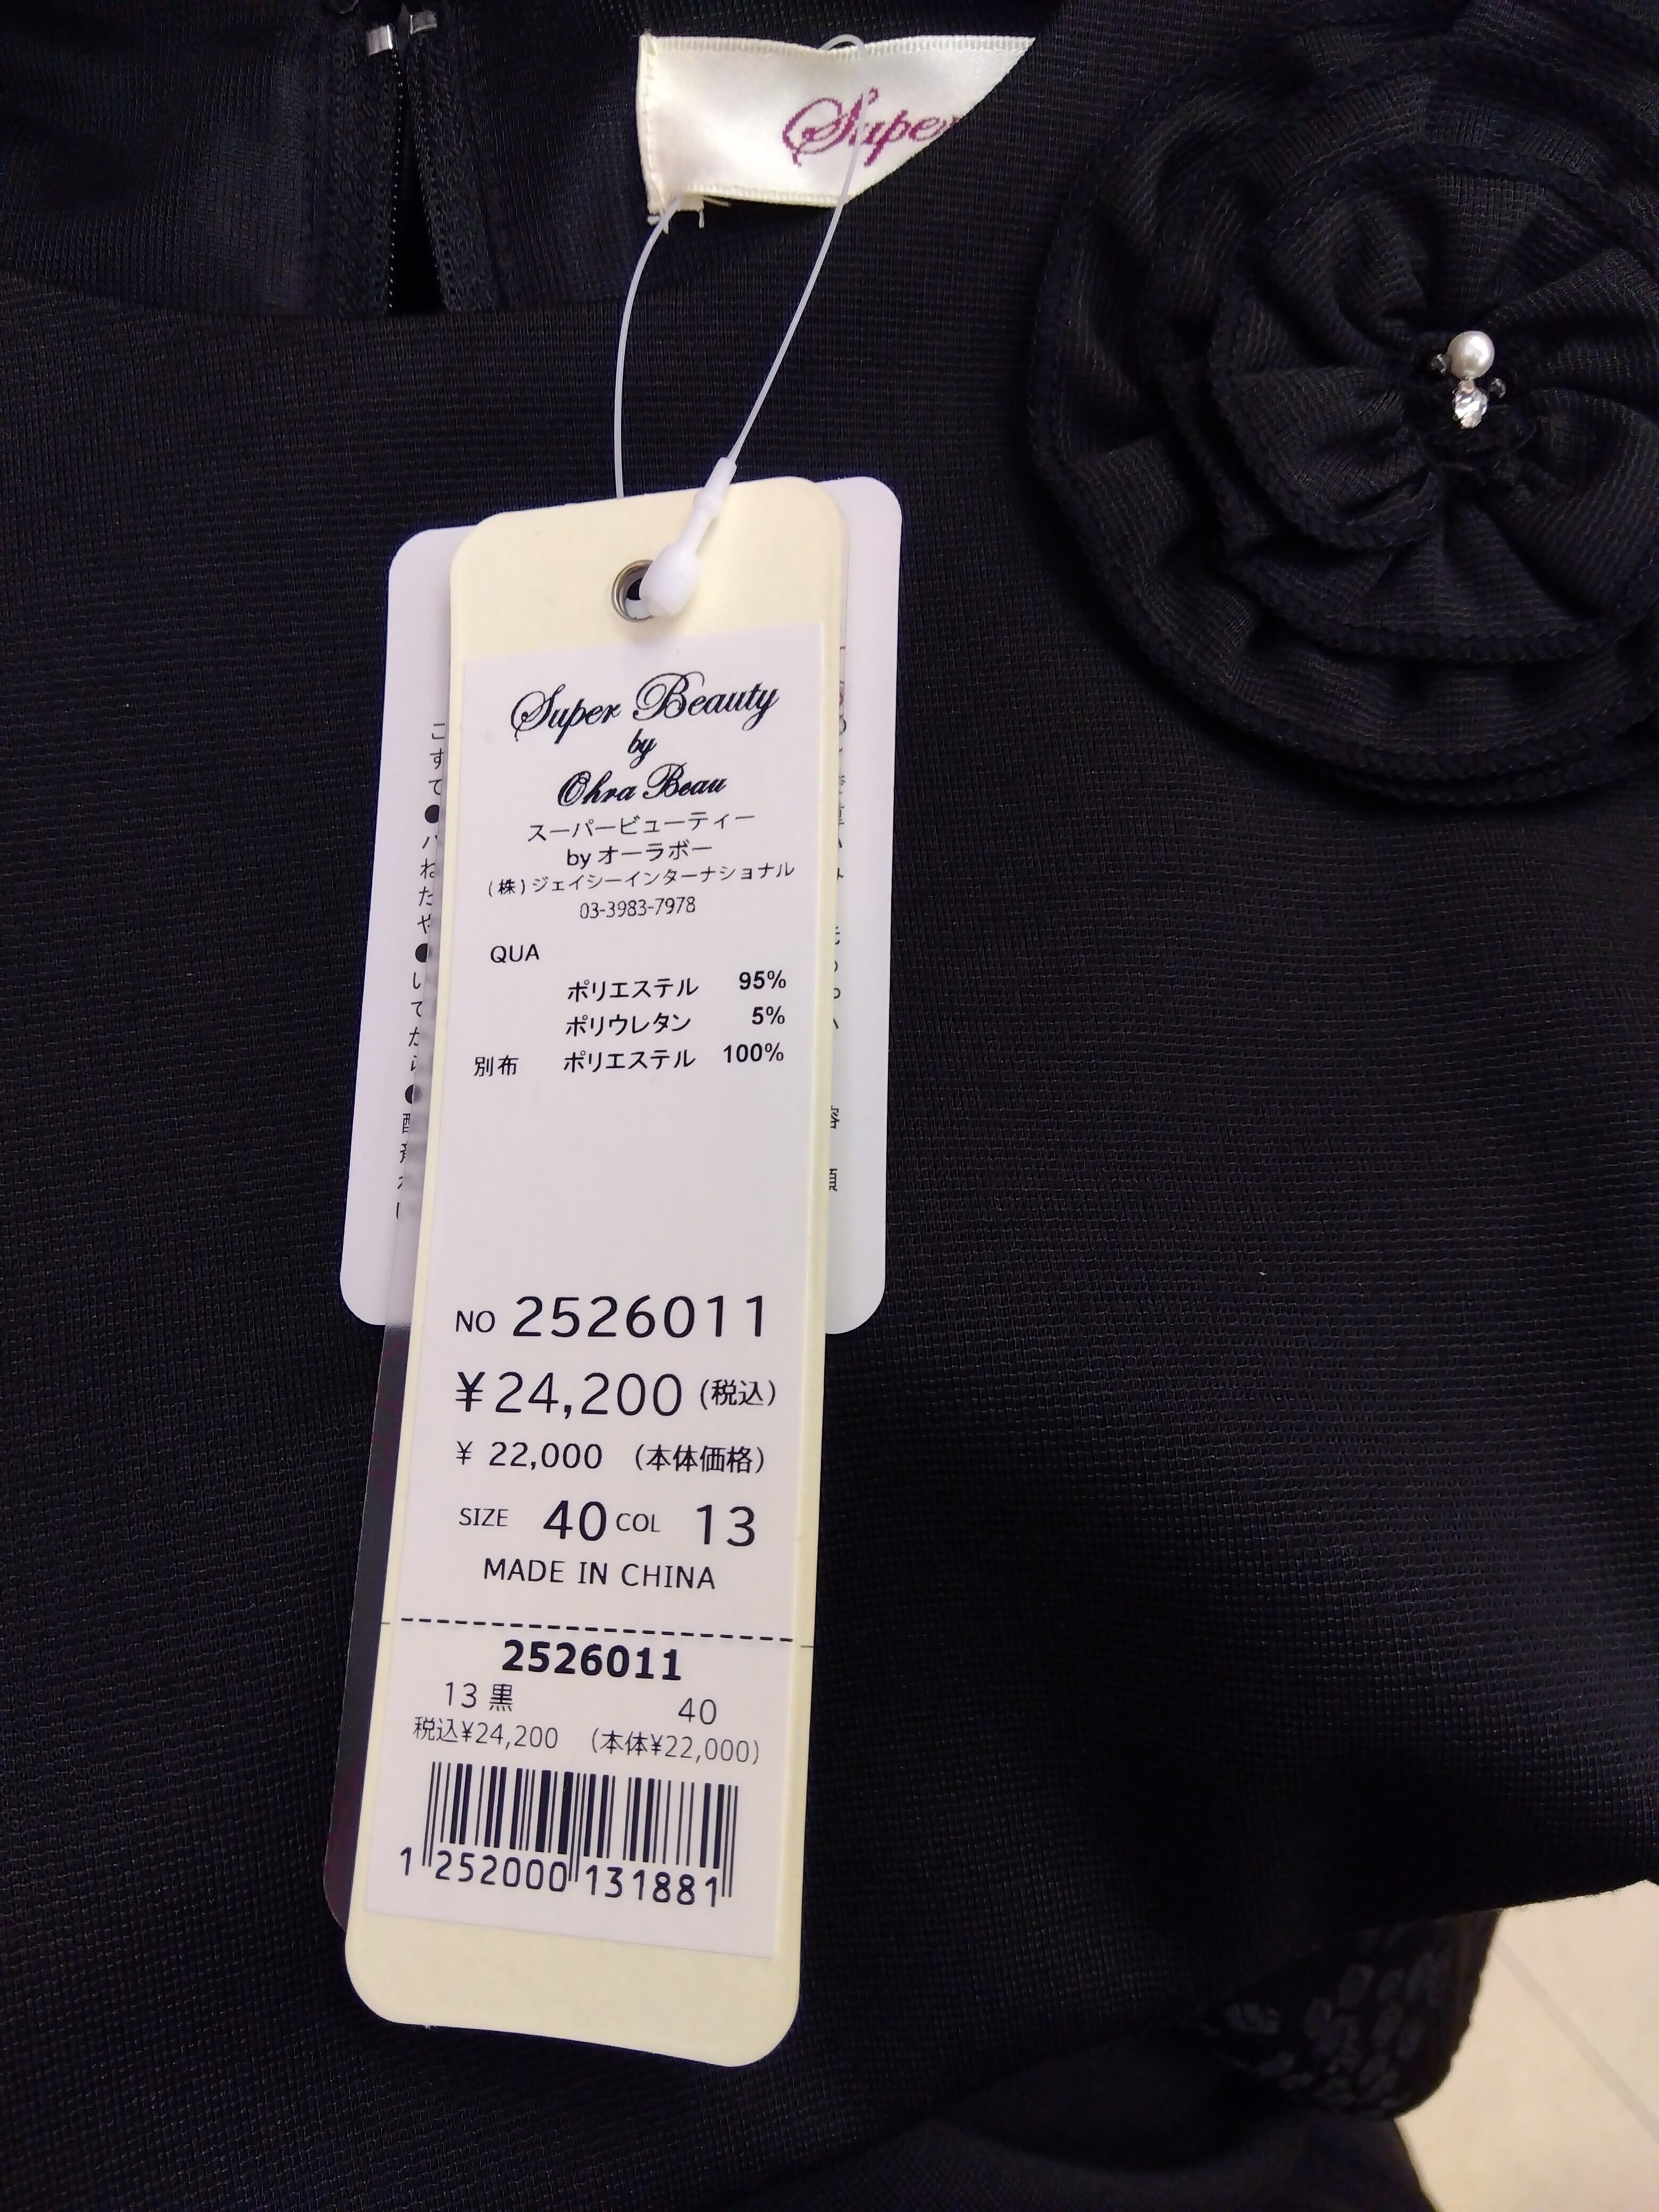 Super
Super Beauty
by
Ohra Beau
スーパービューティー
by オーラボー
(株)ジェイシーインターナショナル
03-3983-7978
QUA
ポリエステル 95%
ポリウレタン 5%
別布 ポリエステル 100%
NO 2526011
¥24,200 (税込)
¥ 22,000 (本体価格)
SIZE 40 COL 13
MADE IN CHINA
2526011
13 黒 40
税込¥24,200 (本体¥22,000)
1 252000 131881